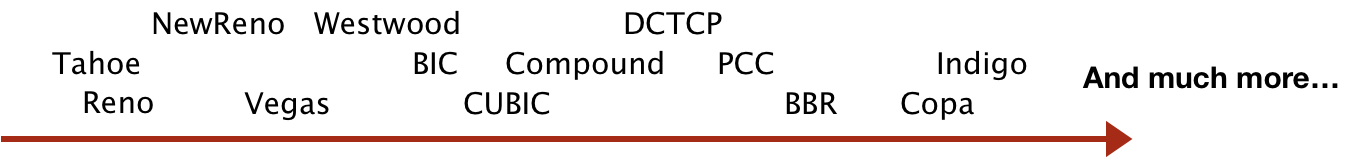 NewReno Westwood DCTCP
Tahoe BIC Compound PCC Indigo And much more…
Reno Vegas CUBIC BBR Copa